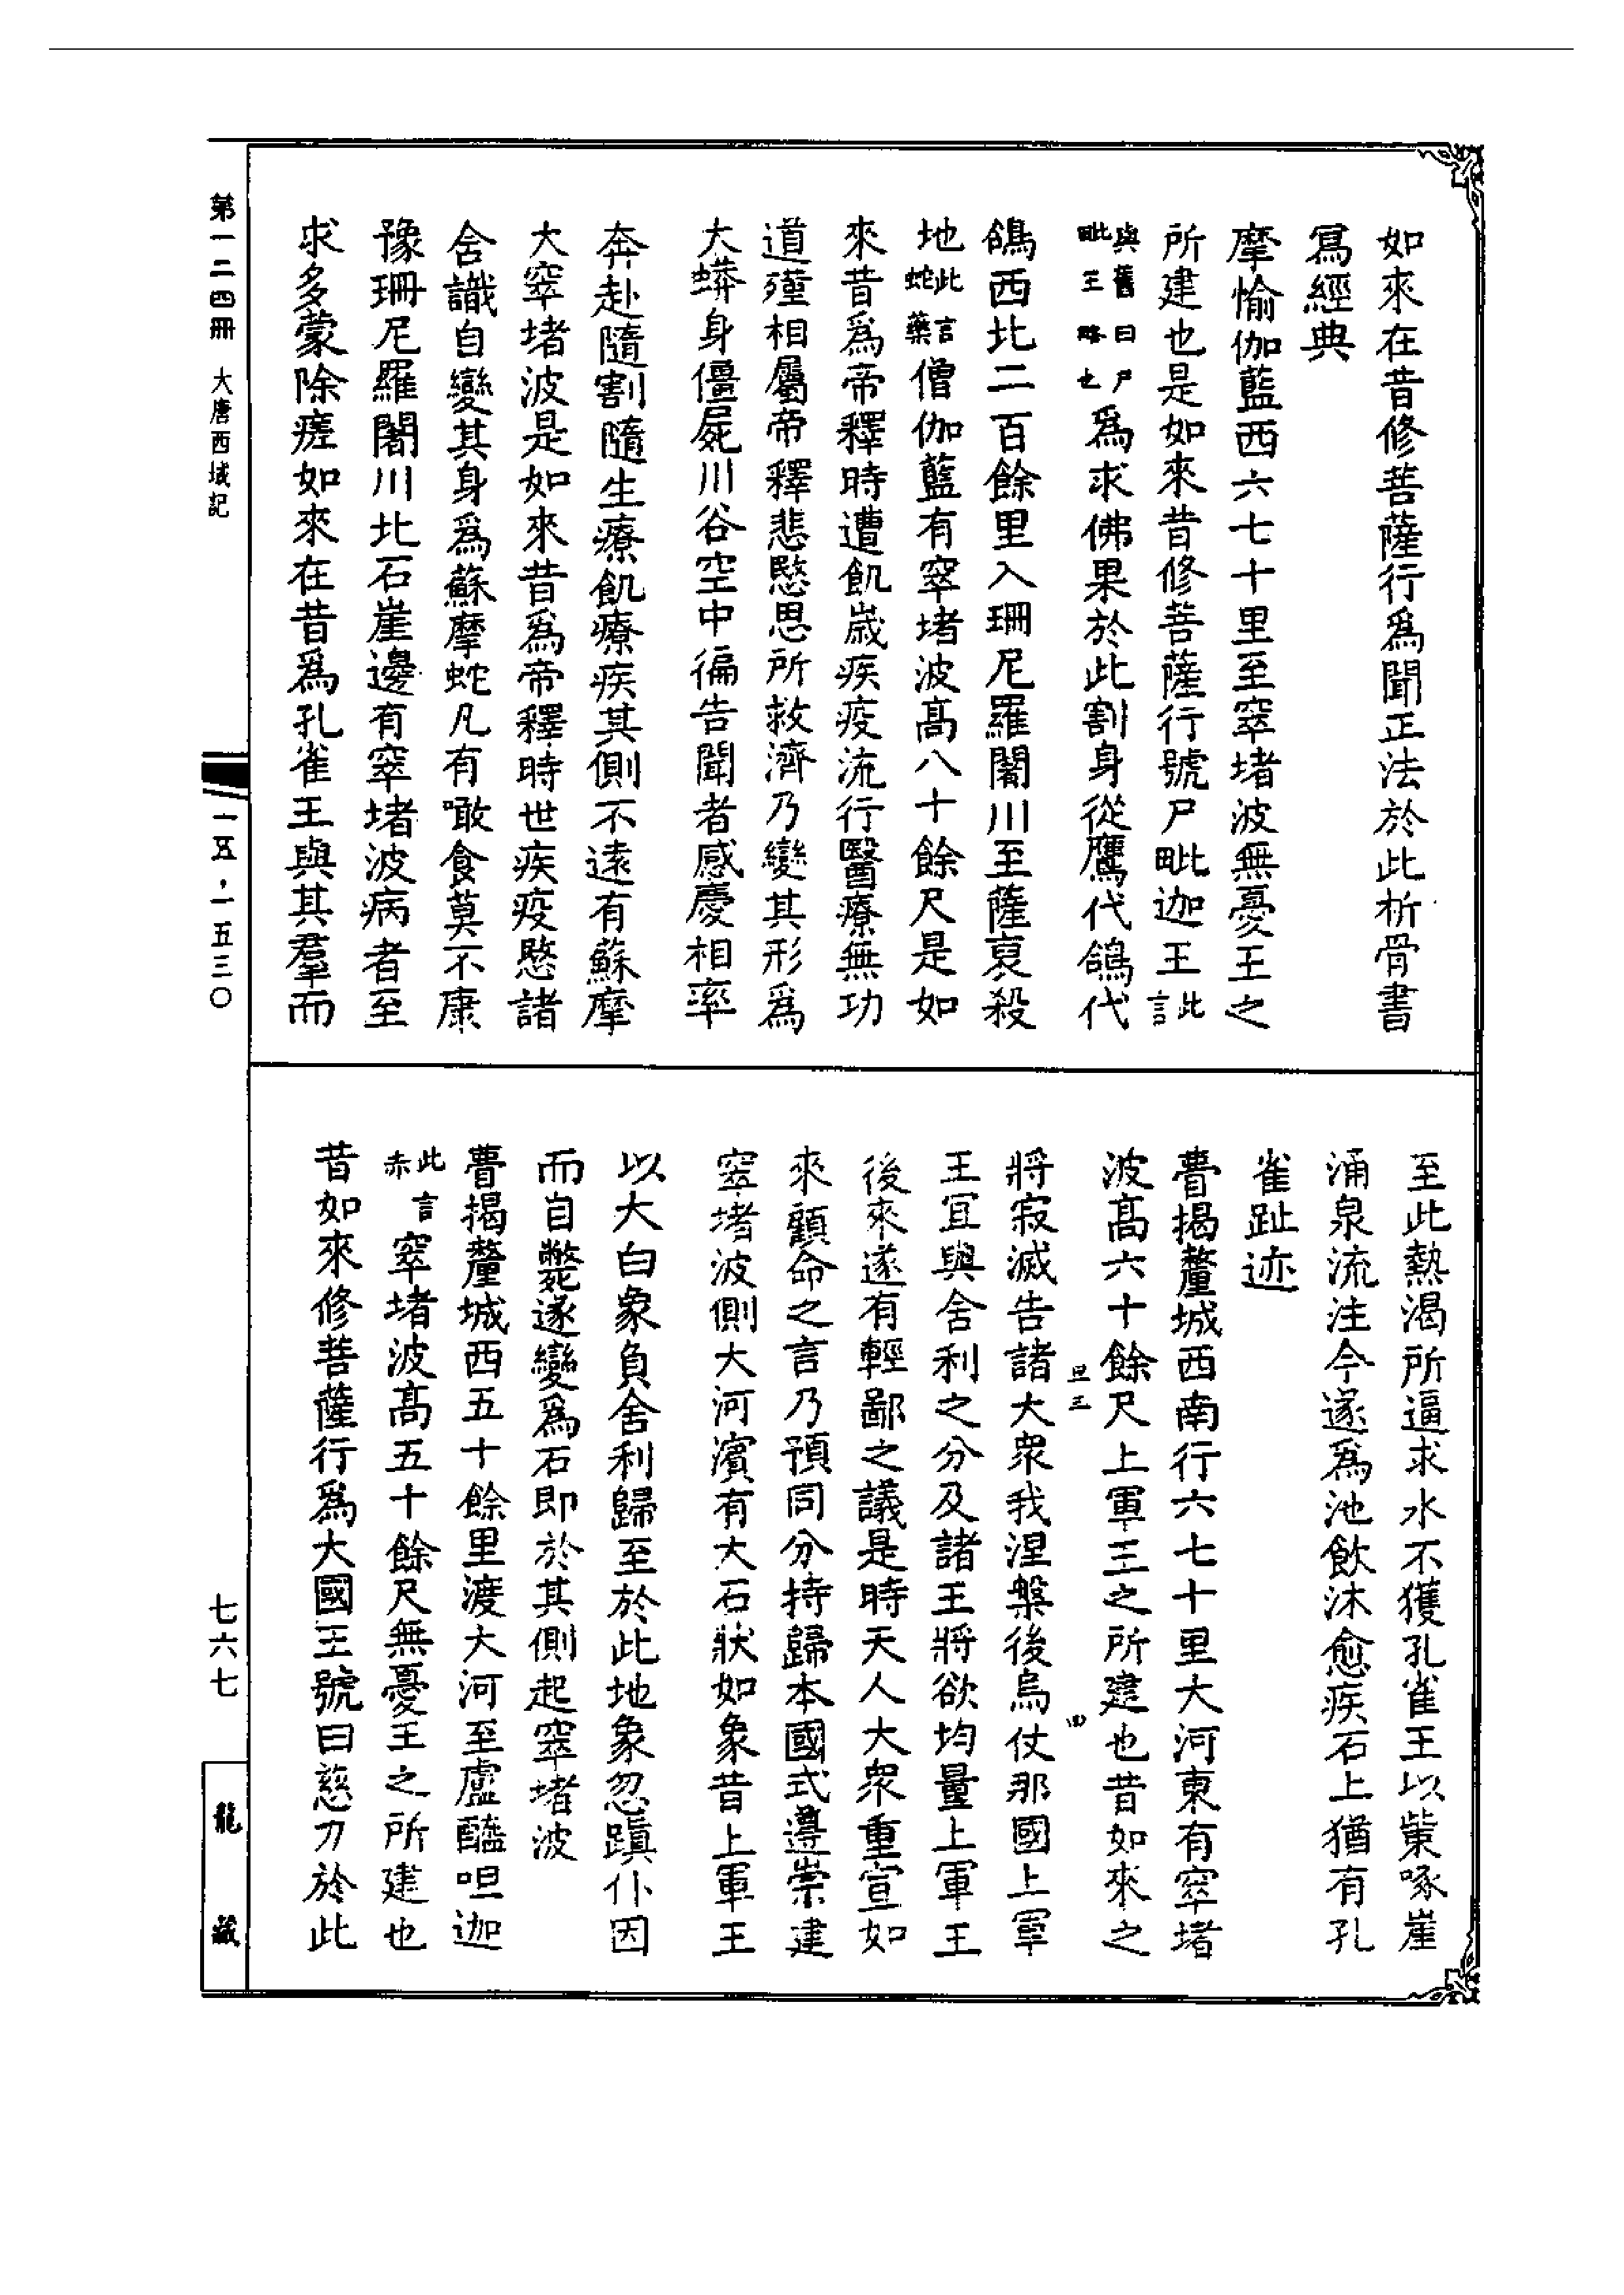 如來在昔修菩薩行爲聞正法於此析骨書
寫經典
摩愉伽藍西六七十里至窣堵波無憂王之
所建也是如來昔修菩薩行號尸毗迦王此言
與舊曰尸毗王略也爲求佛果於此割身從鷹代鴿代
鴿西北二百餘里入珊尼羅闍川至薩裒殺
地此言蛇藥僧伽藍有窣堵波高八十餘尺是如
來昔爲帝釋時遭飢歲疾疫流行醫療無功
道殣相屬帝釋悲愍思所救濟乃變其形爲
大蟒身僵屍川谷空中徧告聞者感慶相率
奔赴隨割隨生療飢療疾其側不遠有蘇摩
大窣堵波是如來昔爲帝釋時世疾疫愍諸
含識自變其身爲蘇摩蛇凡有噉食莫不康
豫珊尼羅闍川北石崖邊有窣堵波病者至
求多蒙除瘥如來在昔爲孔雀王與其羣而
至此熱渴所逼求水不獲孔雀王以觜啄崖
涌泉流注今遂爲池飲沐愈疾石上猶有孔
雀趾迹
瞢揭釐城西南行六七十里大河東有窣堵
波高六十餘尺上軍王之所建也昔如來之
旦三 四
將寂滅告諸大衆我涅槃後烏仗那國上軍
王宜與舍利之分及諸王將欲均量上軍王
後來遂有輕鄙之議是時天人大衆重宣如
來顧命之言乃預同分持歸本國式遵崇建
窣堵波側大河濱有大石狀如象昔上軍王
以大白象負舍利歸至於此地象忽蹎仆因
而自斃遂變爲石即於其側起窣堵波
瞢揭釐城西五十餘里渡大河至盧醯呾迦
此言赤窣堵波高五十餘尺無憂王之所建也
昔如來修菩薩行爲大國王號曰慈力於此
第一二四冊 大唐西域記
一五，一五三〇
七六七
龍藏